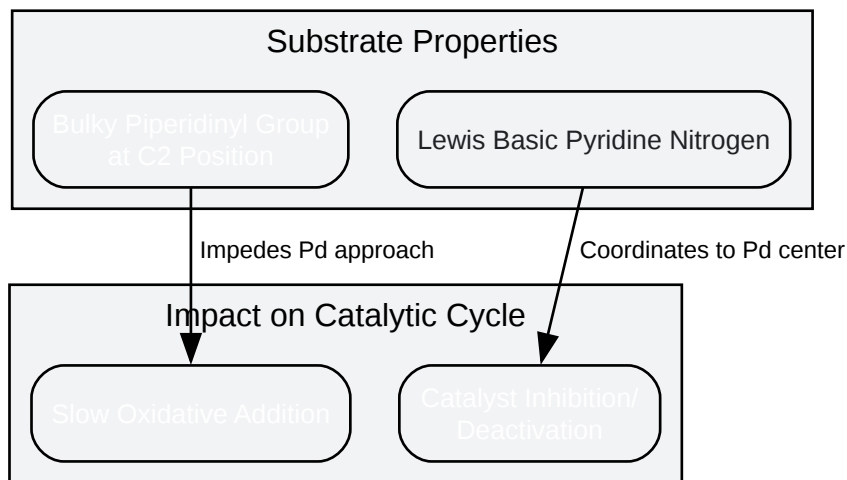 Substrate Properties
Bulky Piperidinyl Group
at C2 Position
Lewis Basic Pyridine Nitrogen
Impedes Pd approach
Coordinates to Pd center
Impact on Catalytic Cycle
Slow Oxidative Addition
Catalyst Inhibition/
Deactivation